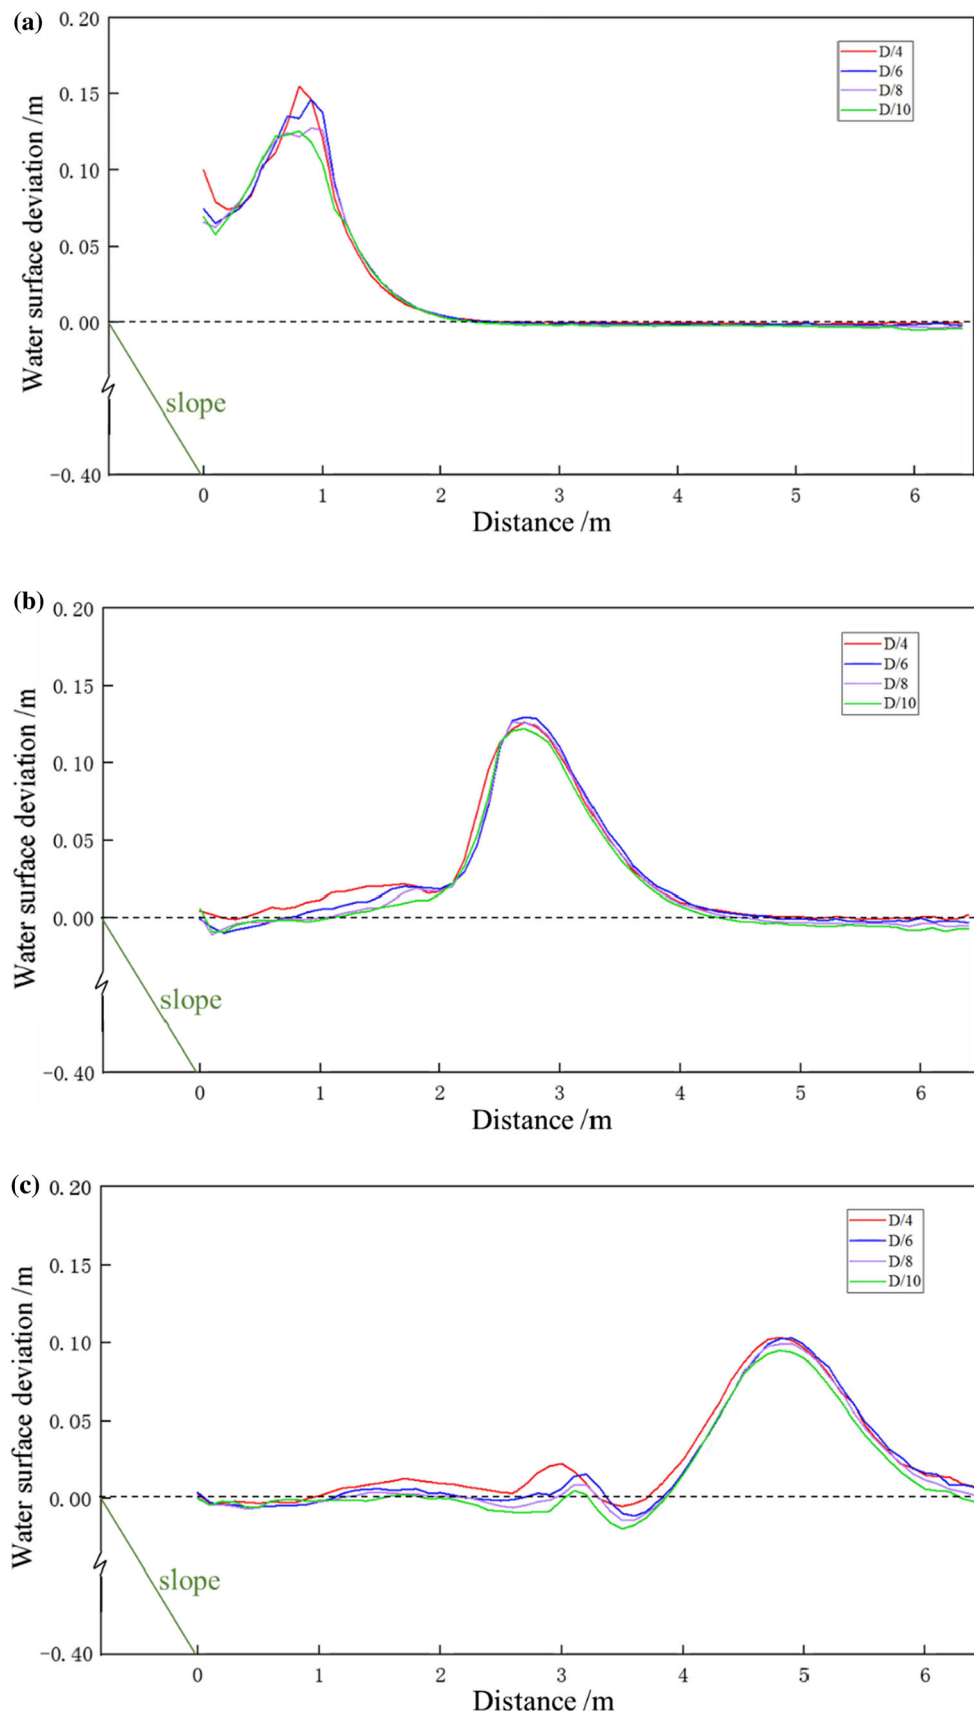 (a)
0.20
0.15
0.10
0.05
0.00
-0.40
Water surface deviation /m
D/4
D/6
D/8
D/10
slope
0 1 2 3 4 5 6
Distance /m
(b)
0.20
0.15
0.10
0.05
0.00
-0.40
Water surface deviation /m
D/4
D/6
D/8
D/10
slope
0 1 2 3 4 5 6
Distance /m
(c)
0.20
0.15
0.10
0.05
0.00
-0.40
Water surface deviation /m
D/4
D/6
D/8
D/10
slope
0 1 2 3 4 5 6
Distance /m